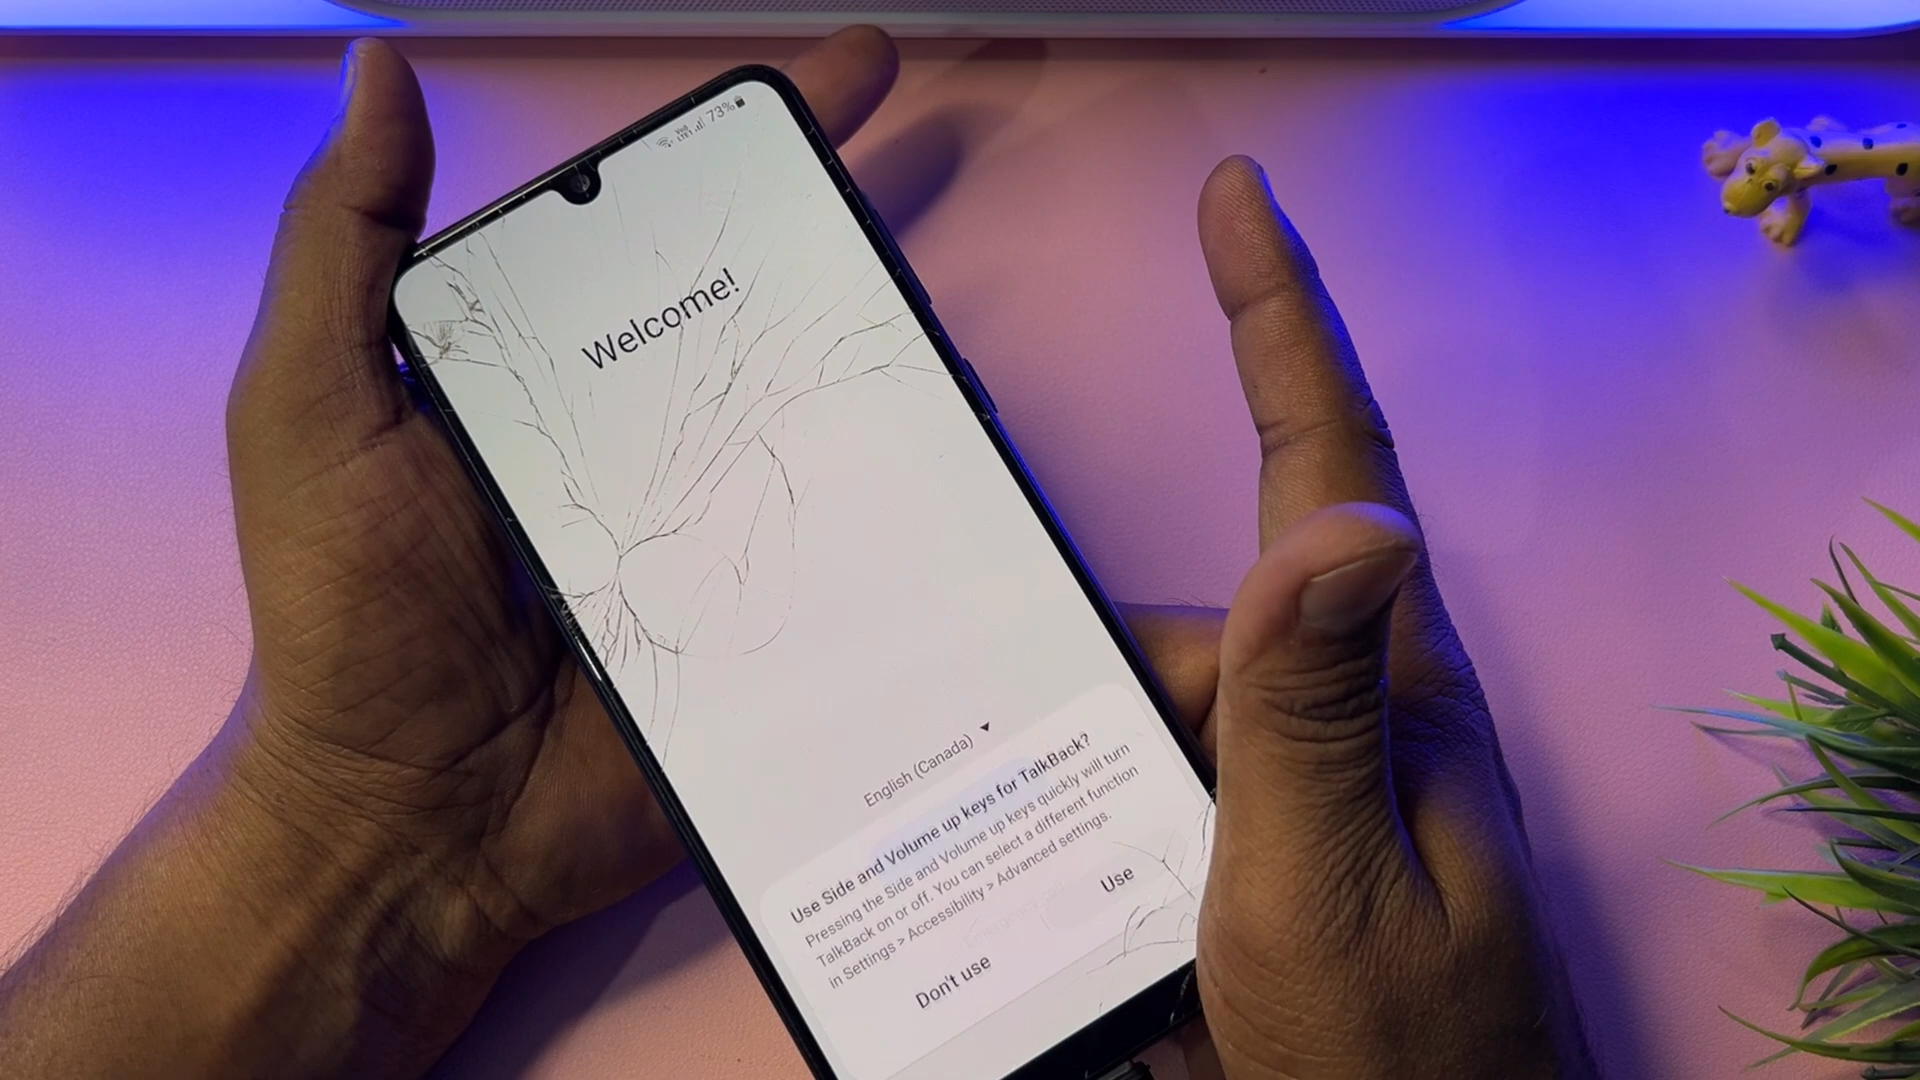 73%
Welcome!
English (Canada)
Use Side and Volume up keys for TalkBack?
Pressing the Side and Volume up keys quickly will turn
TalkBack on or off. You can select a different function
in Settings > Accessibility > Advanced settings.
Don't use
Use